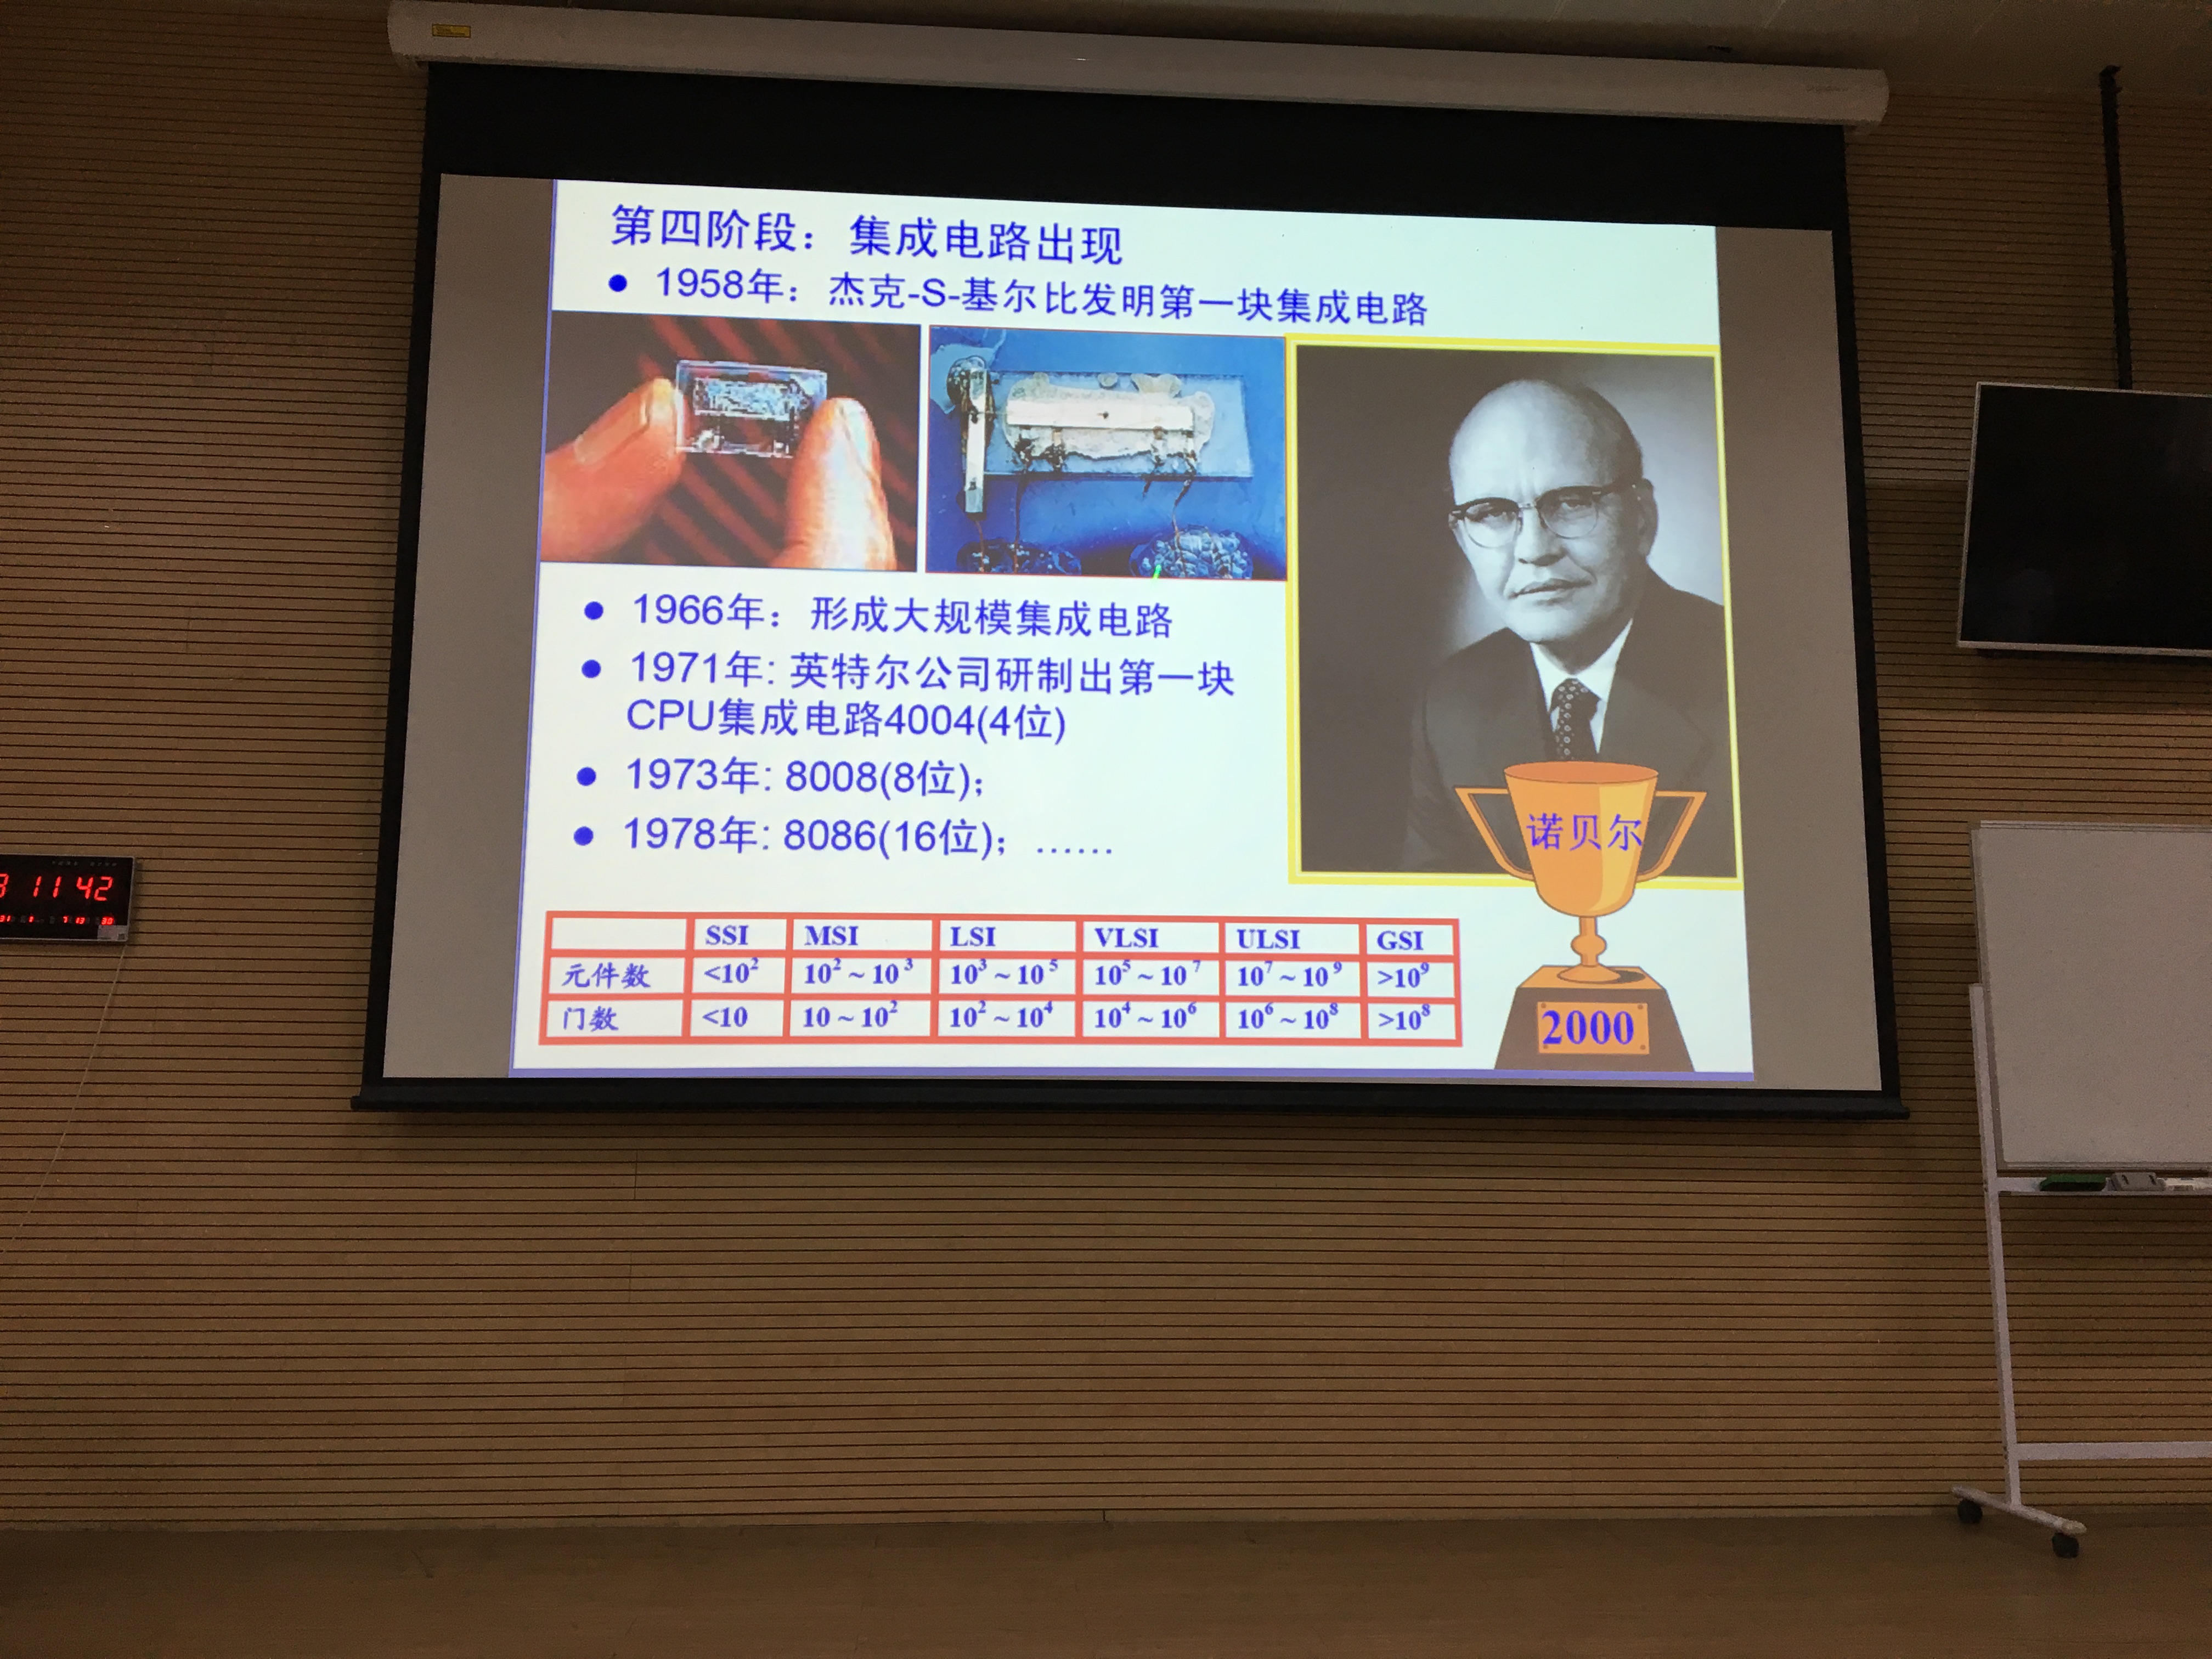 第四阶段：集成电路出现
● 1958年：杰克-S-基尔比发明第一块集成电路
● 1966年：形成大规模集成电路
● 1971年: 英特尔公司研制出第一块
CPU集成电路4004(4位)
● 1973年: 8008(8位)；
● 1978年: 8086(16位)；……
诺贝尔
SSI MSI LSI VLSI ULSI GSI
元件数 <10² 10²~10³ 10³~10⁵ 10⁵~10⁷ 10⁷~10⁹ >10⁹
门数 <10 10~10² 10²~10⁴ 10⁴~10⁶ 10⁶~10⁸ >10⁸
2000
11 42